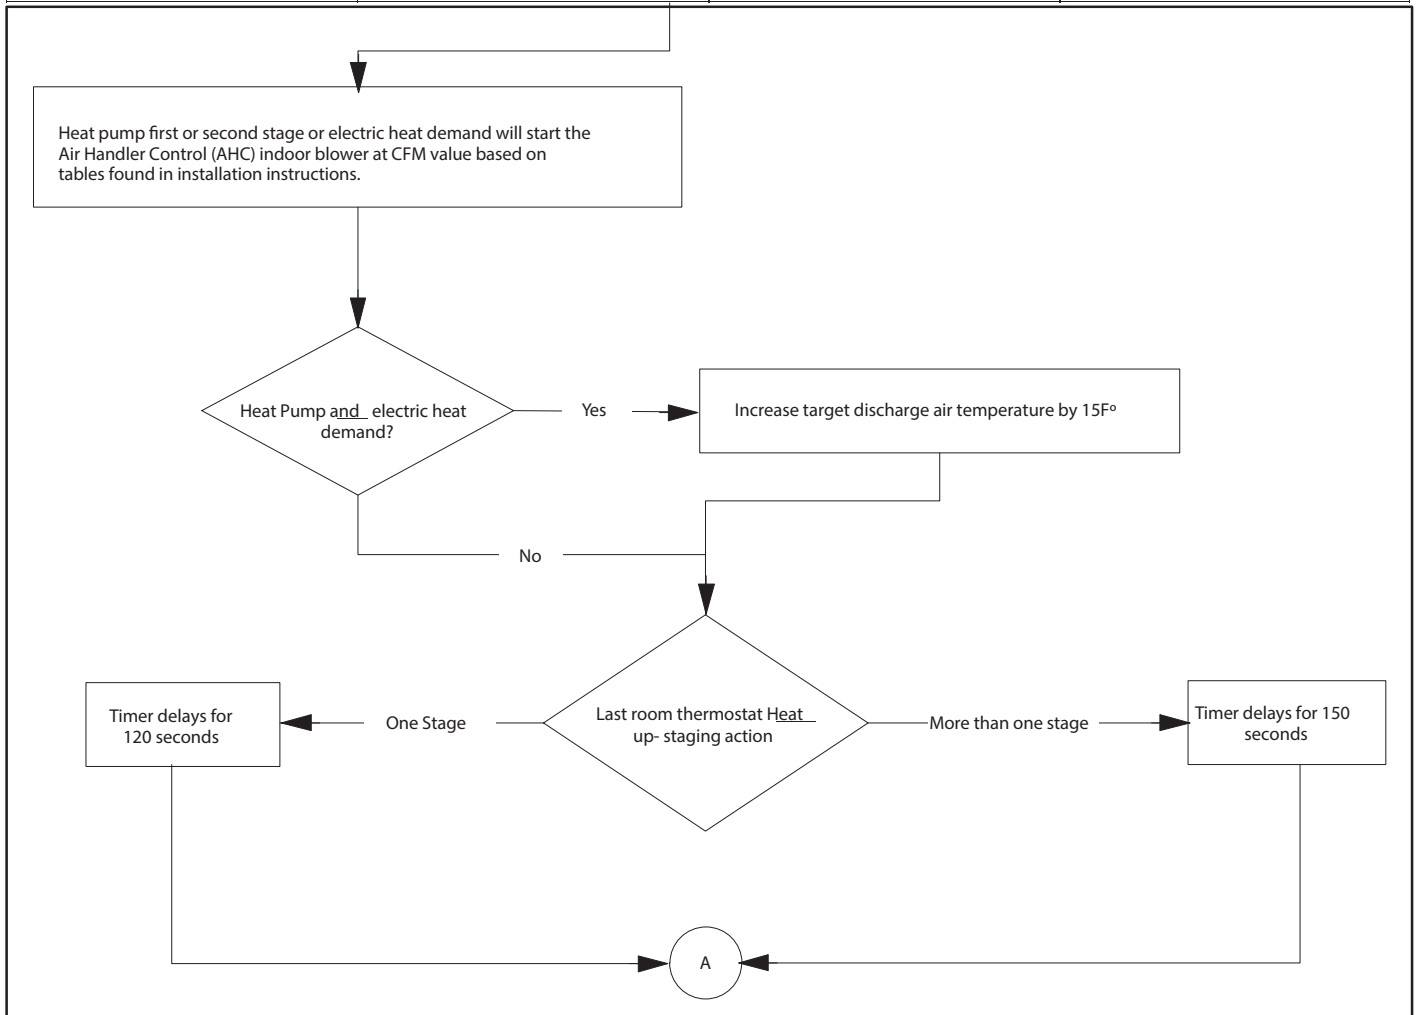 Heat pump first or second stage or electric heat demand will start the
Air Handler Control (AHC) indoor blower at CFM value based on
tables found in installation instructions.
Heat Pump and electric heat
demand?
Yes
Increase target discharge air temperature by 15Fº
No
Last room thermostat Heat
up- staging action
One Stage
Timer delays for
120 seconds
More than one stage
Timer delays for 150
seconds
A